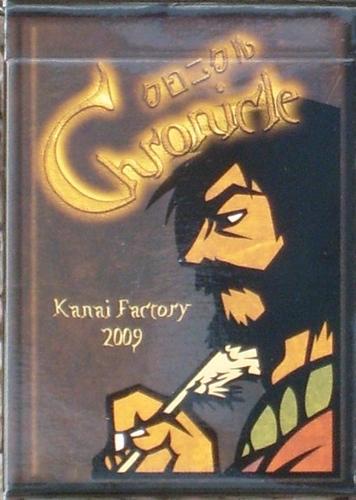 クロニクル
Chronicle
Kanai Factory
2009